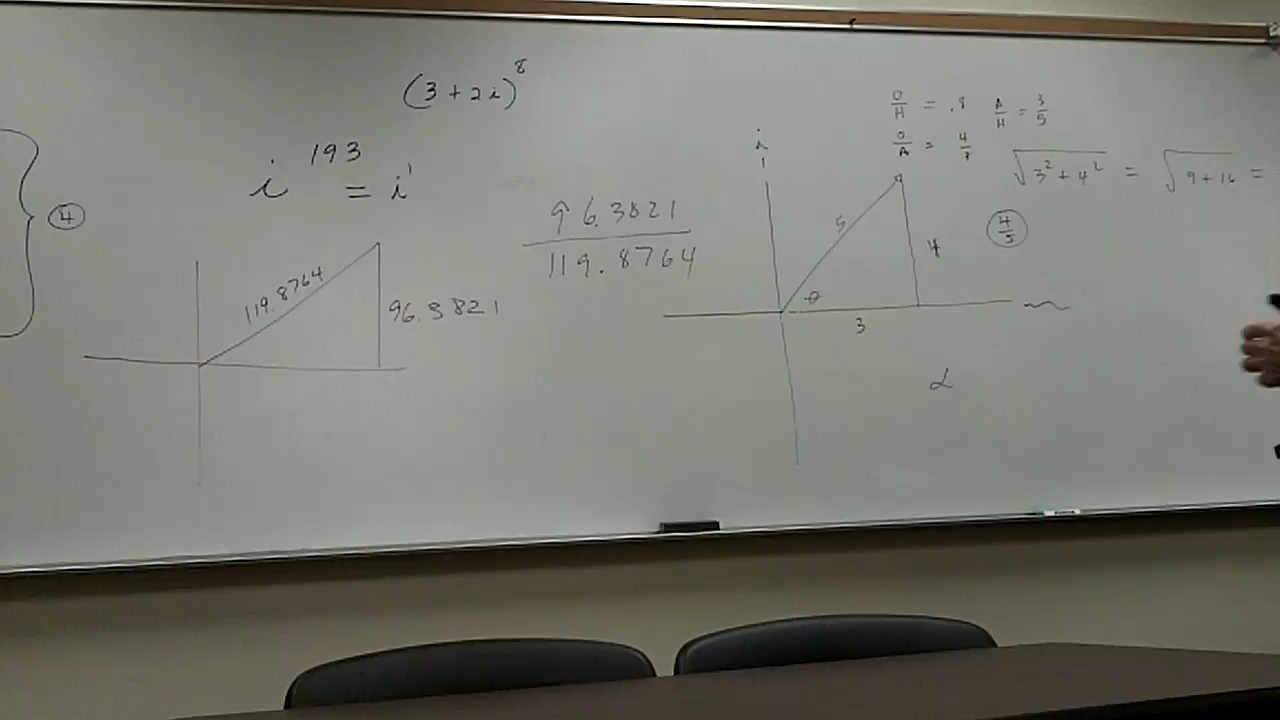 (3 + 2i)^8
i^193 = i^1
④
119.8764
96.3821
96.3821
119.8764
O/H = .8 A/H = 3/5
O/A = 4/3
√3² + 4² = √9 + 16 =
i
5
4
4/5
θ
3
α